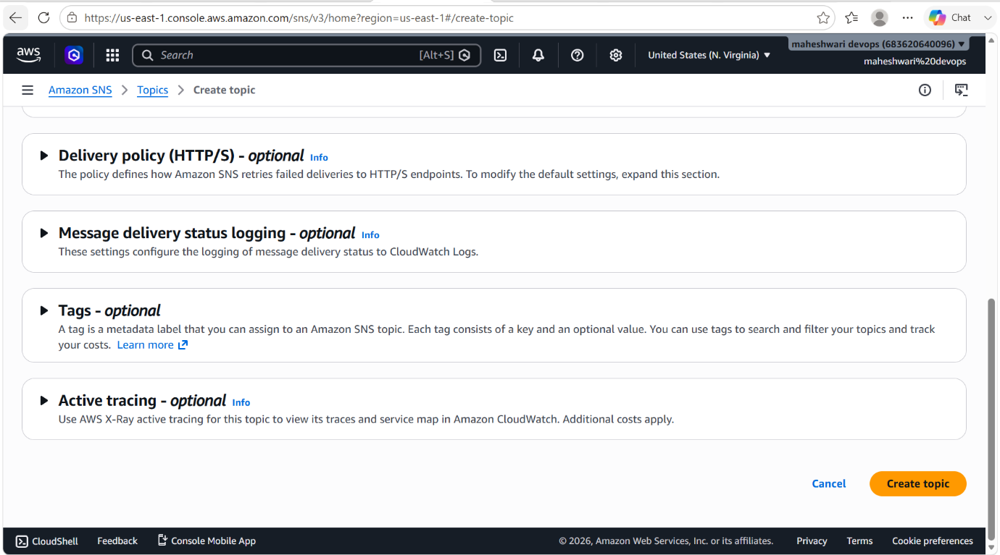 https://us-east-1.console.aws.amazon.com/sns/v3/home?region=us-east-1#/create-topic
Chat
aws
Search [Alt+S]
United States (N. Virginia) ▼
maheshwari devops (683620640096) ▼
maheshwari%20devops
Amazon SNS > Topics > Create topic
Delivery policy (HTTP/S) - optional Info
The policy defines how Amazon SNS retries failed deliveries to HTTP/S endpoints. To modify the default settings, expand this section.
Message delivery status logging - optional Info
These settings configure the logging of message delivery status to CloudWatch Logs.
Tags - optional
A tag is a metadata label that you can assign to an Amazon SNS topic. Each tag consists of a key and an optional value. You can use tags to search and filter your topics and track
your costs. Learn more
Active tracing - optional Info
Use AWS X-Ray active tracing for this topic to view its traces and service map in Amazon CloudWatch. Additional costs apply.
Cancel Create topic
CloudShell Feedback Console Mobile App © 2026, Amazon Web Services, Inc. or its affiliates. Privacy Terms Cookie preferences